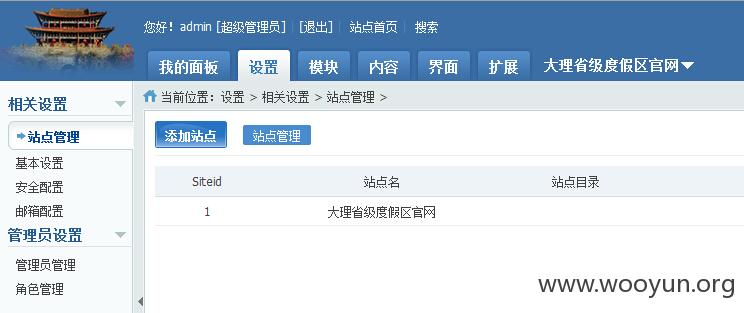 您好！admin [超级管理员] | [退出] | 站点首页 | 搜索
我的面板 设置 模块 内容 界面 扩展 大理省级度假区官网
相关设置
站点管理
基本设置
安全配置
邮箱配置
管理员设置
管理员管理
角色管理
当前位置：设置 > 相关设置 > 站点管理 >
添加站点 站点管理
Siteid 站点名 站点目录
1 大理省级度假区官网
www.wooyun.org